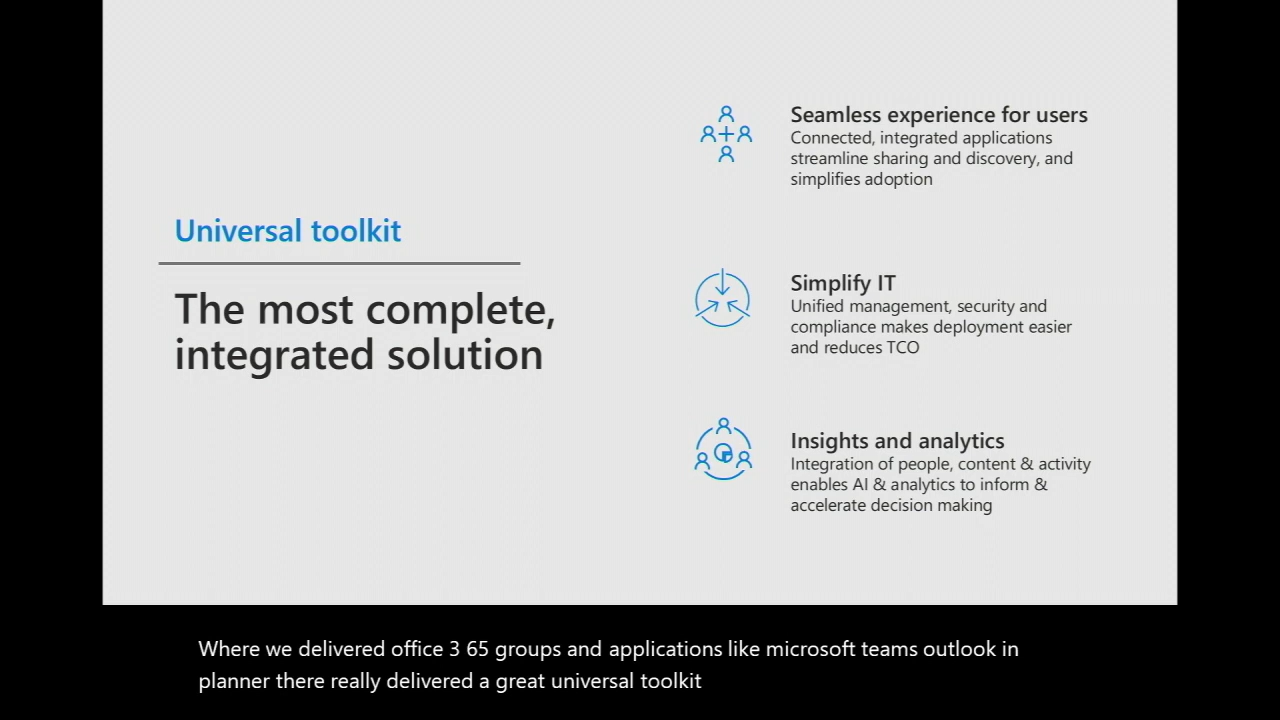 Universal toolkit
The most complete,
integrated solution
Seamless experience for users
Connected, integrated applications
streamline sharing and discovery, and
simplifies adoption
Simplify IT
Unified management, security and
compliance makes deployment easier
and reduces TCO
Insights and analytics
Integration of people, content & activity
enables AI & analytics to inform &
accelerate decision making
Where we delivered office 3 65 groups and applications like microsoft teams outlook in
planner there really delivered a great universal toolkit